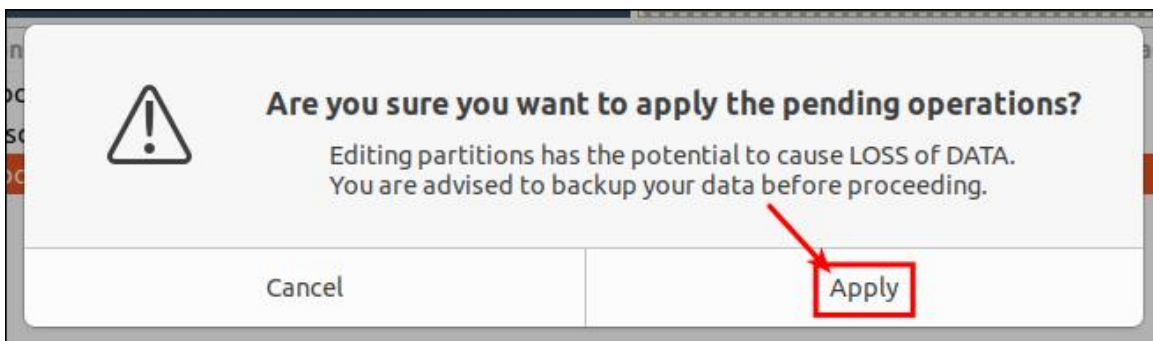 Are you sure you want to apply the pending operations?
Editing partitions has the potential to cause LOSS of DATA.
You are advised to backup your data before proceeding.
Cancel
Apply